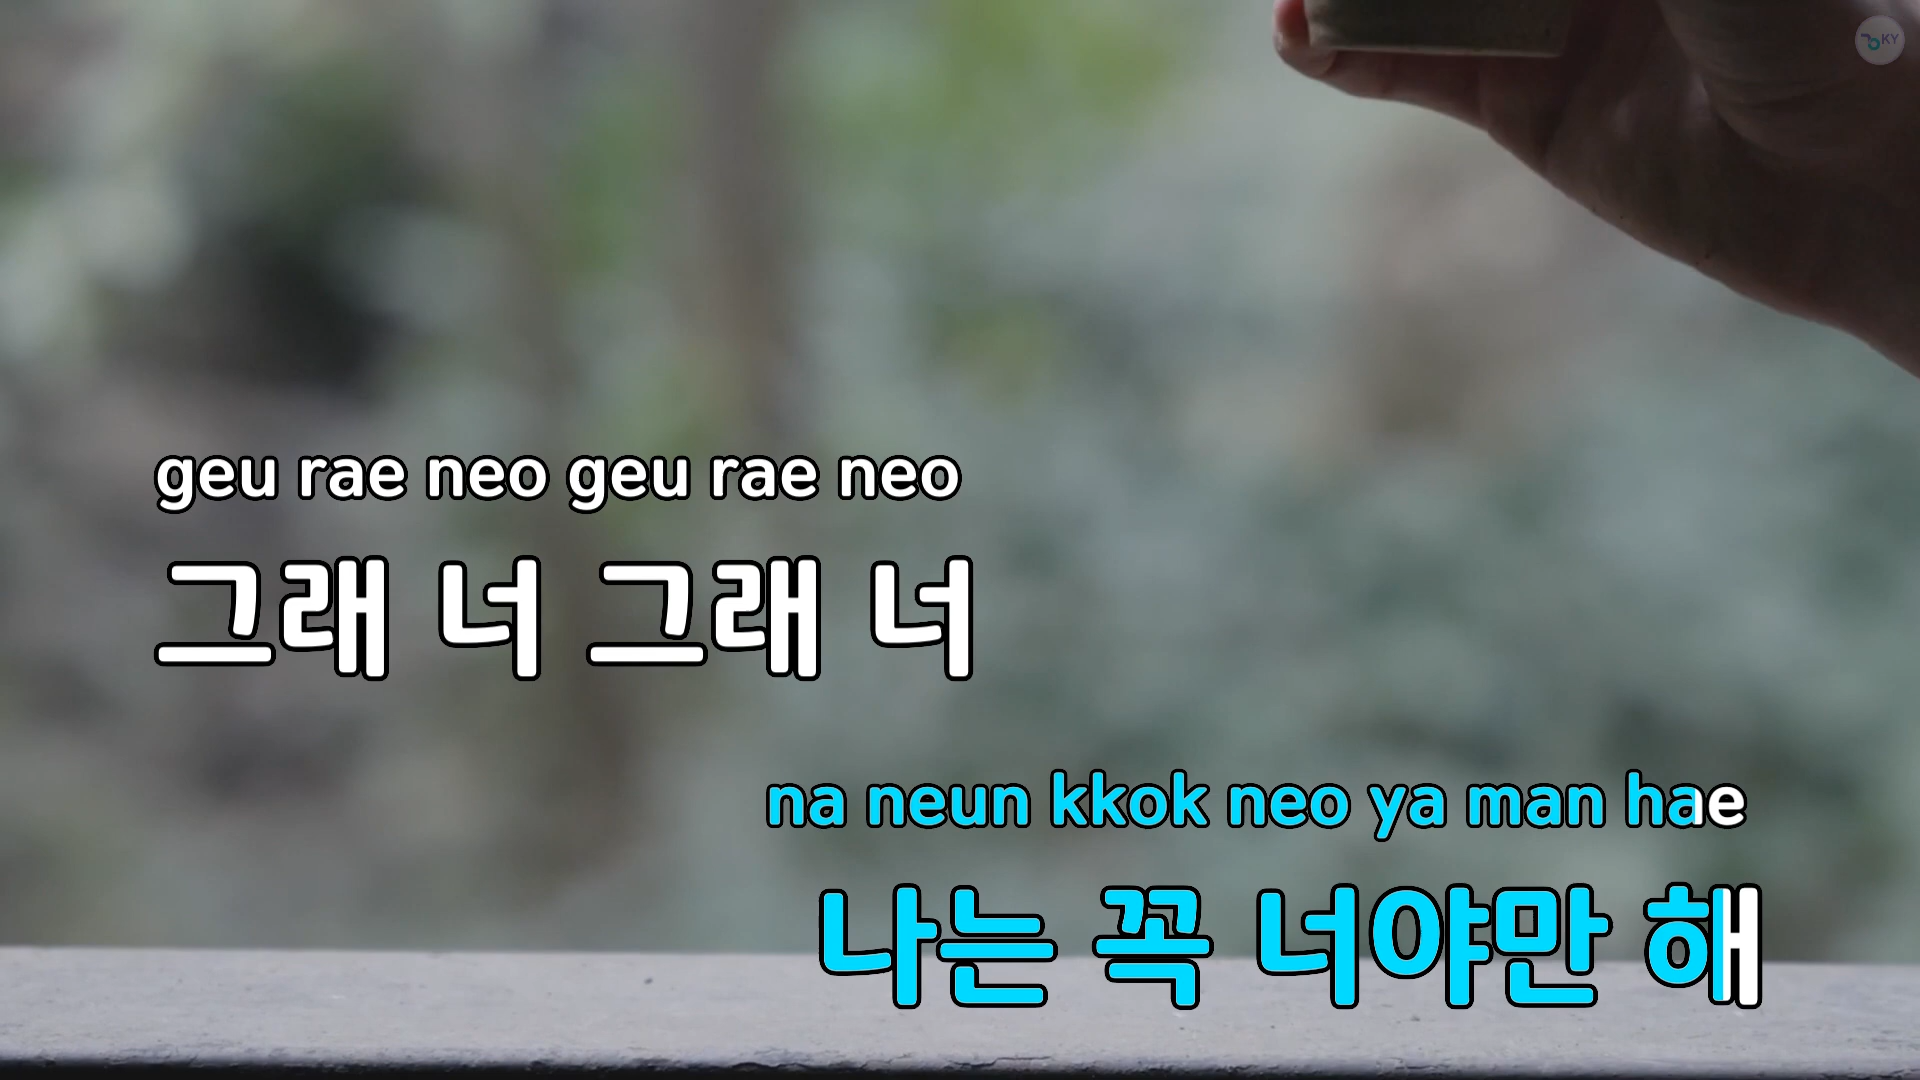 KY
geu rae neo geu rae neo
그래 너 그래 너
na neun kkok neo ya man hae
나는 꼭 너야만 해